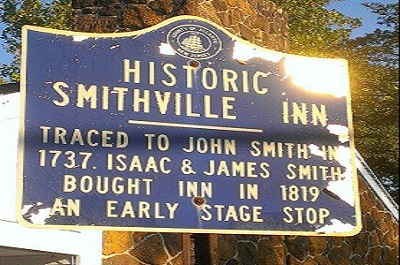 HISTORIC
SMITHVILLE INN
TRACED TO JOHN SMITH IN
1737. ISAAC & JAMES SMITH
BOUGHT INN IN 1819
AN EARLY STAGE STOP